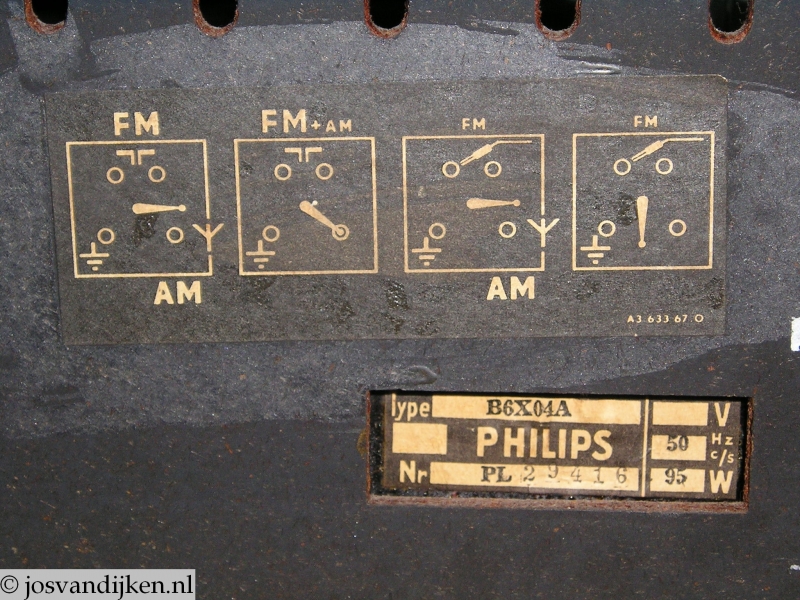 FM FM + AM FM FM
AM AM
A3 633 67.0
Type B6X04A V
PHILIPS 50 Hz c/s
Nr PL 29416 95 W
© josvandijken.nl